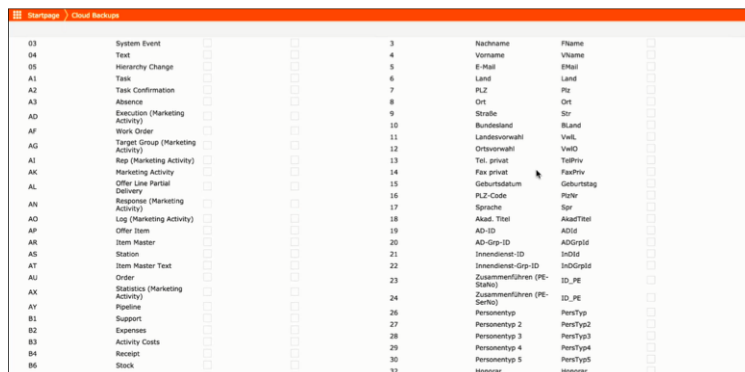 Startpage
Cloud Backups
03 System Event
04 Text
05 Hierarchy Change
A1 Task
A2 Task Confirmation
A3 Absence
AD Execution (Marketing
Activity)
AF Work Order
AG Target Group (Marketing
Activity)
AI Rep (Marketing Activity)
AK Marketing Activity
AL Offer Line Partial
Delivery
AN Response (Marketing
Activity)
AO Log (Marketing Activity)
AP Offer Item
AR Item Master
AS Station
AT Item Master Text
AU Order
AX Statistics (Marketing
Activity)
AY Pipeline
B1 Support
B2 Expenses
B3 Activity Costs
B4 Receipt
B6 Stock
3 Nachname FName
4 Vorname VName
5 E-Mail EMail
6 Land Land
7 PLZ Plz
8 Ort Ort
9 Straße Str
10 Bundesland BLand
11 Landesvorwahl VwlL
12 Ortsvorwahl VwlO
13 Tel. privat TelPriv
14 Fax privat FaxPriv
15 Geburtsdatum Geburtstag
16 PLZ-Code PlzNr
17 Sprache Spr
18 Akad. Titel AkadTitel
19 AD-ID ADId
20 AD-Grp-ID ADGrpId
21 Innendienst-ID InDId
22 Innendienst-Grp-ID InDGrpId
23 Zusammenführen (PE-
StaNo) ID_PE
24 Zusammenführen (PE-
SerNo) ID_PE
26 Personentyp PersTyp
27 Personentyp 2 PersTyp2
28 Personentyp 3 PersTyp3
29 Personentyp 4 PersTyp4
30 Personentyp 5 PersTyp5
32 Honorar Honorar